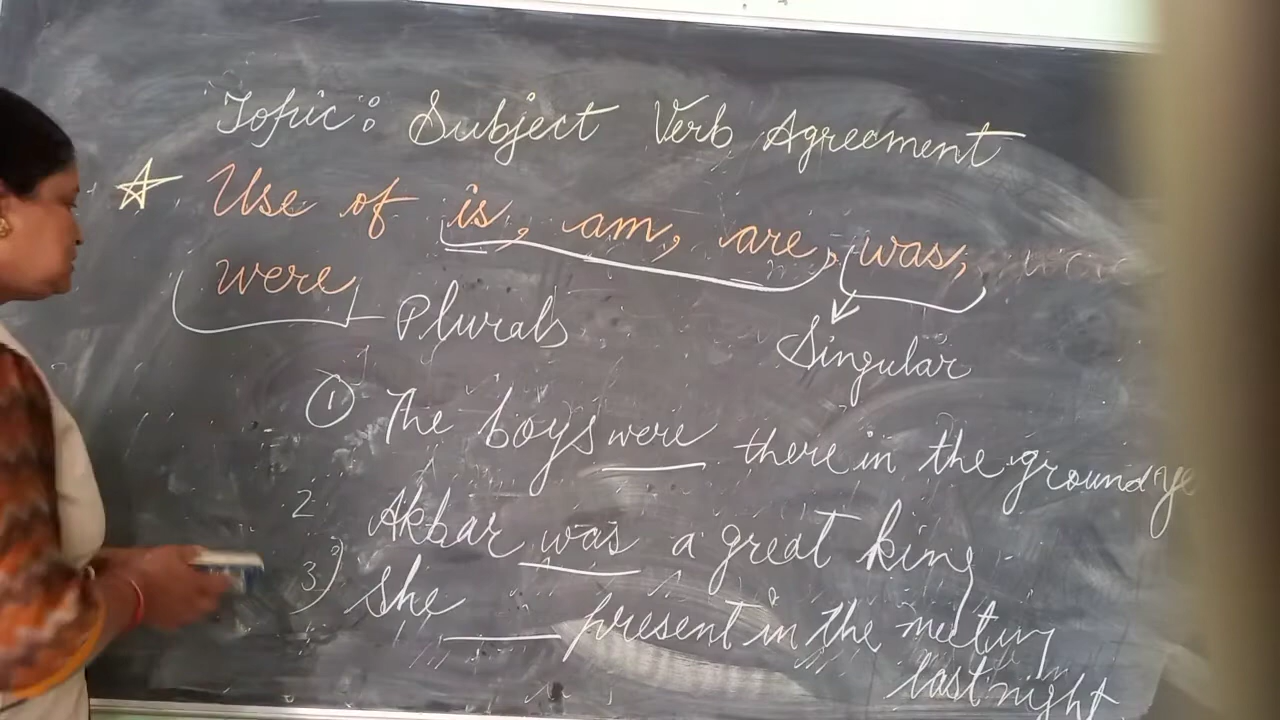 Topic: Subject Verb Agreement
☆ Use of is, am, are, was,
were Plurals
Singular
① The boys were there in the ground
2 Akbar was a great king
3) She ____ present in the meeting
last night